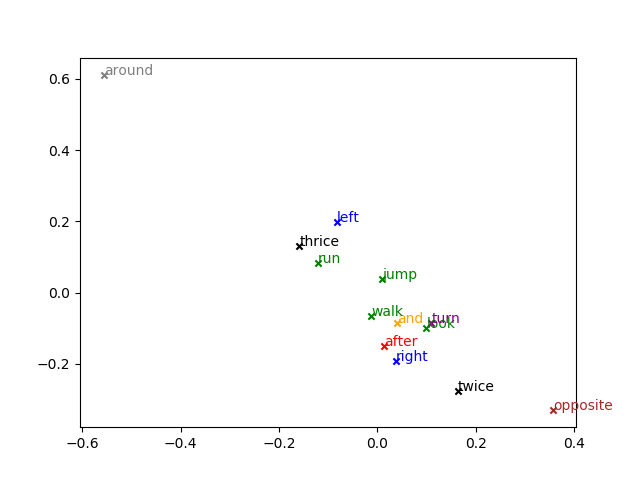 0.6
0.4
0.2
0.0
−0.2
−0.6
−0.4
−0.2
0.0
0.2
0.4
around
left
thrice
run
jump
walk
and
turn
look
after
right
twice
opposite